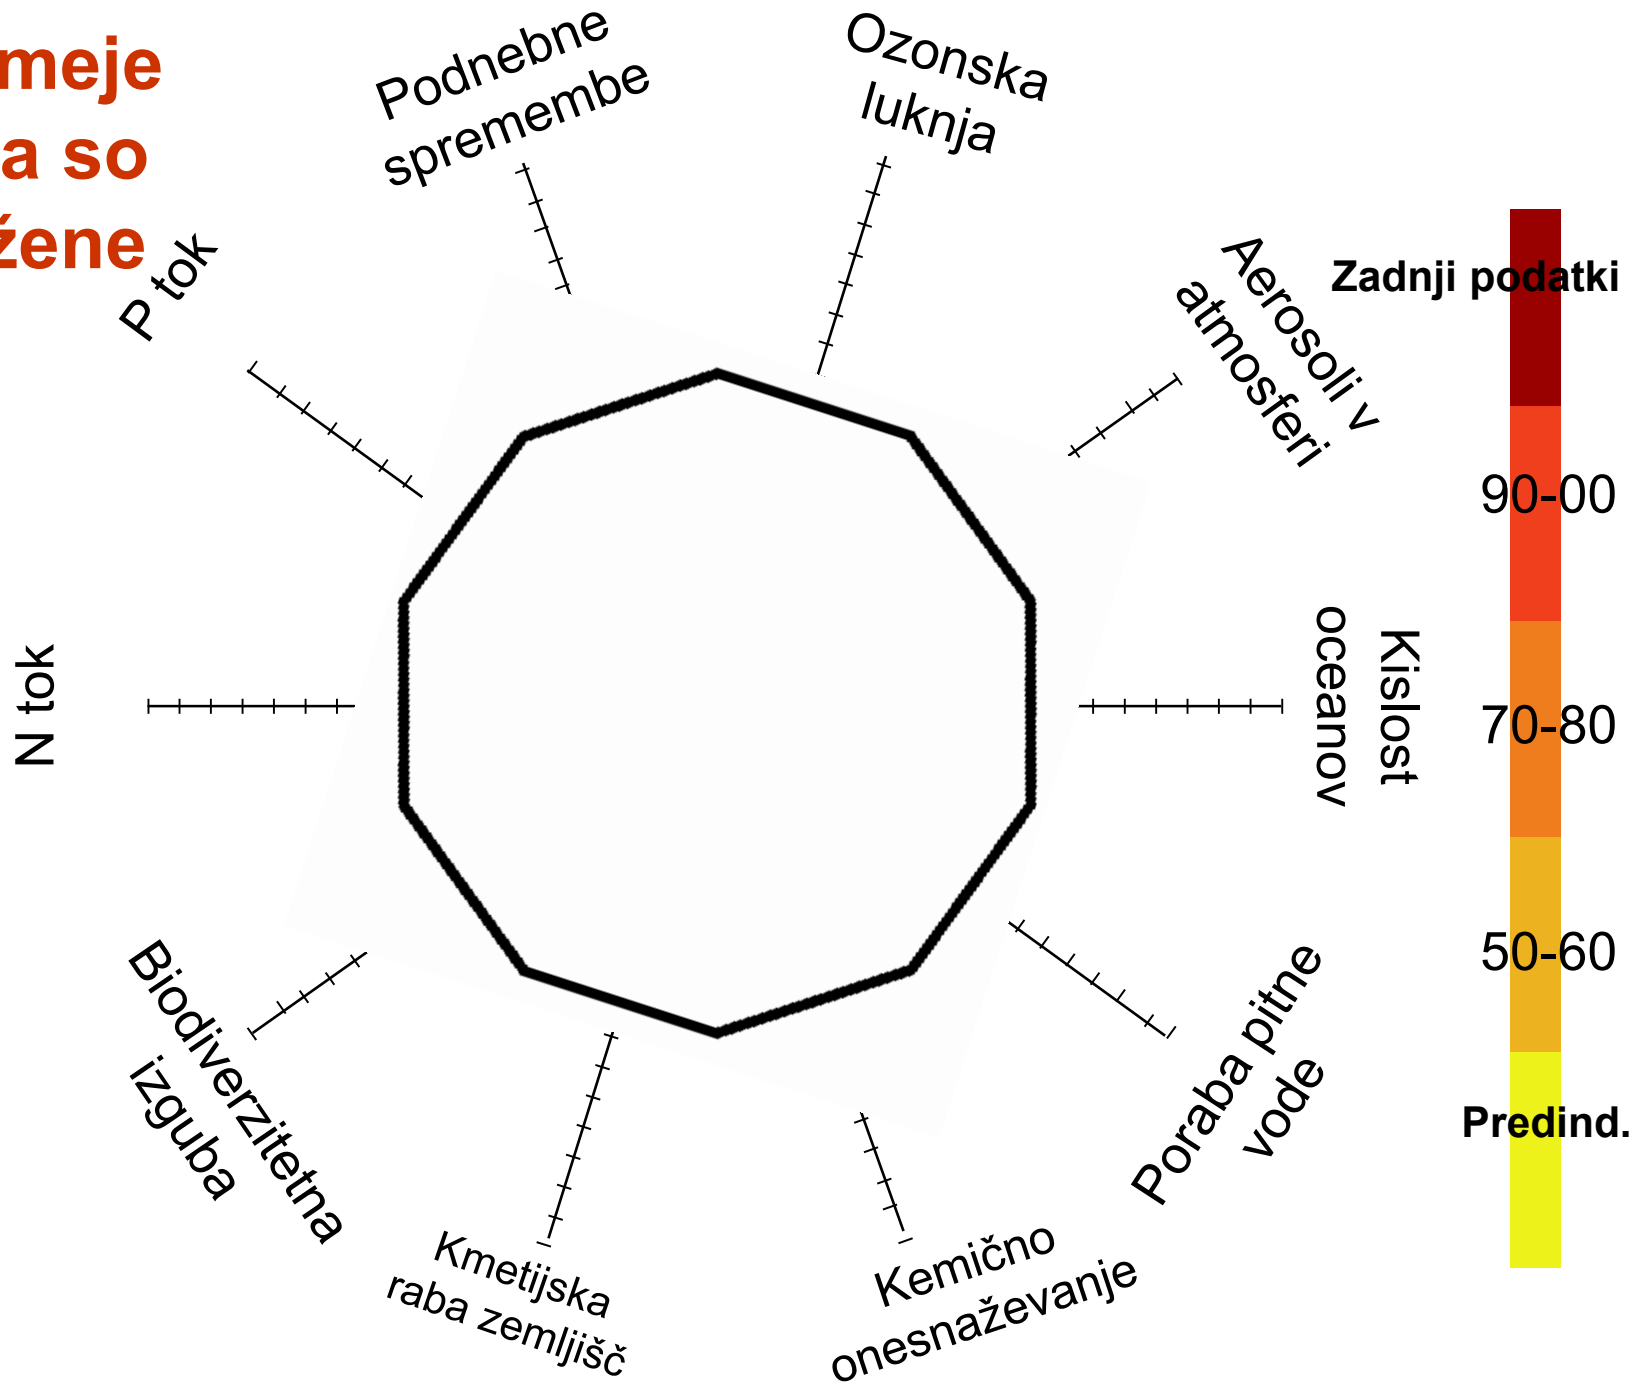 meje
a so
žene
Podnebne
spremembe
Ozonska
luknja
Aerosoli v
atmosferi
Kislost
oceanov
Poraba pitne
vode
Kemično
onesnaževanje
Kmetijska
raba zemljišč
Biodiverzitetna
izguba
N tok
P tok
Zadnji podatki
90-00
70-80
50-60
Predind.